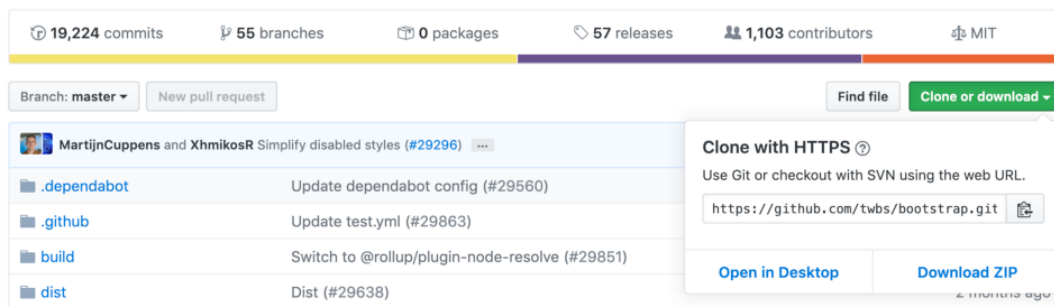 19,224 commits 55 branches 0 packages 57 releases 1,103 contributors MIT
Branch: master New pull request Find file Clone or download
MartijnCuppens and XhmikosR Simplify disabled styles (#29296) ...
Clone with HTTPS ?
Use Git or checkout with SVN using the web URL.
https://github.com/twbs/bootstrap.git
Open in Desktop Download ZIP
.dependabot Update dependabot config (#29560)
.github Update test.yml (#29863)
build Switch to @rollup/plugin-node-resolve (#29851)
dist Dist (#29638) 2 months ago